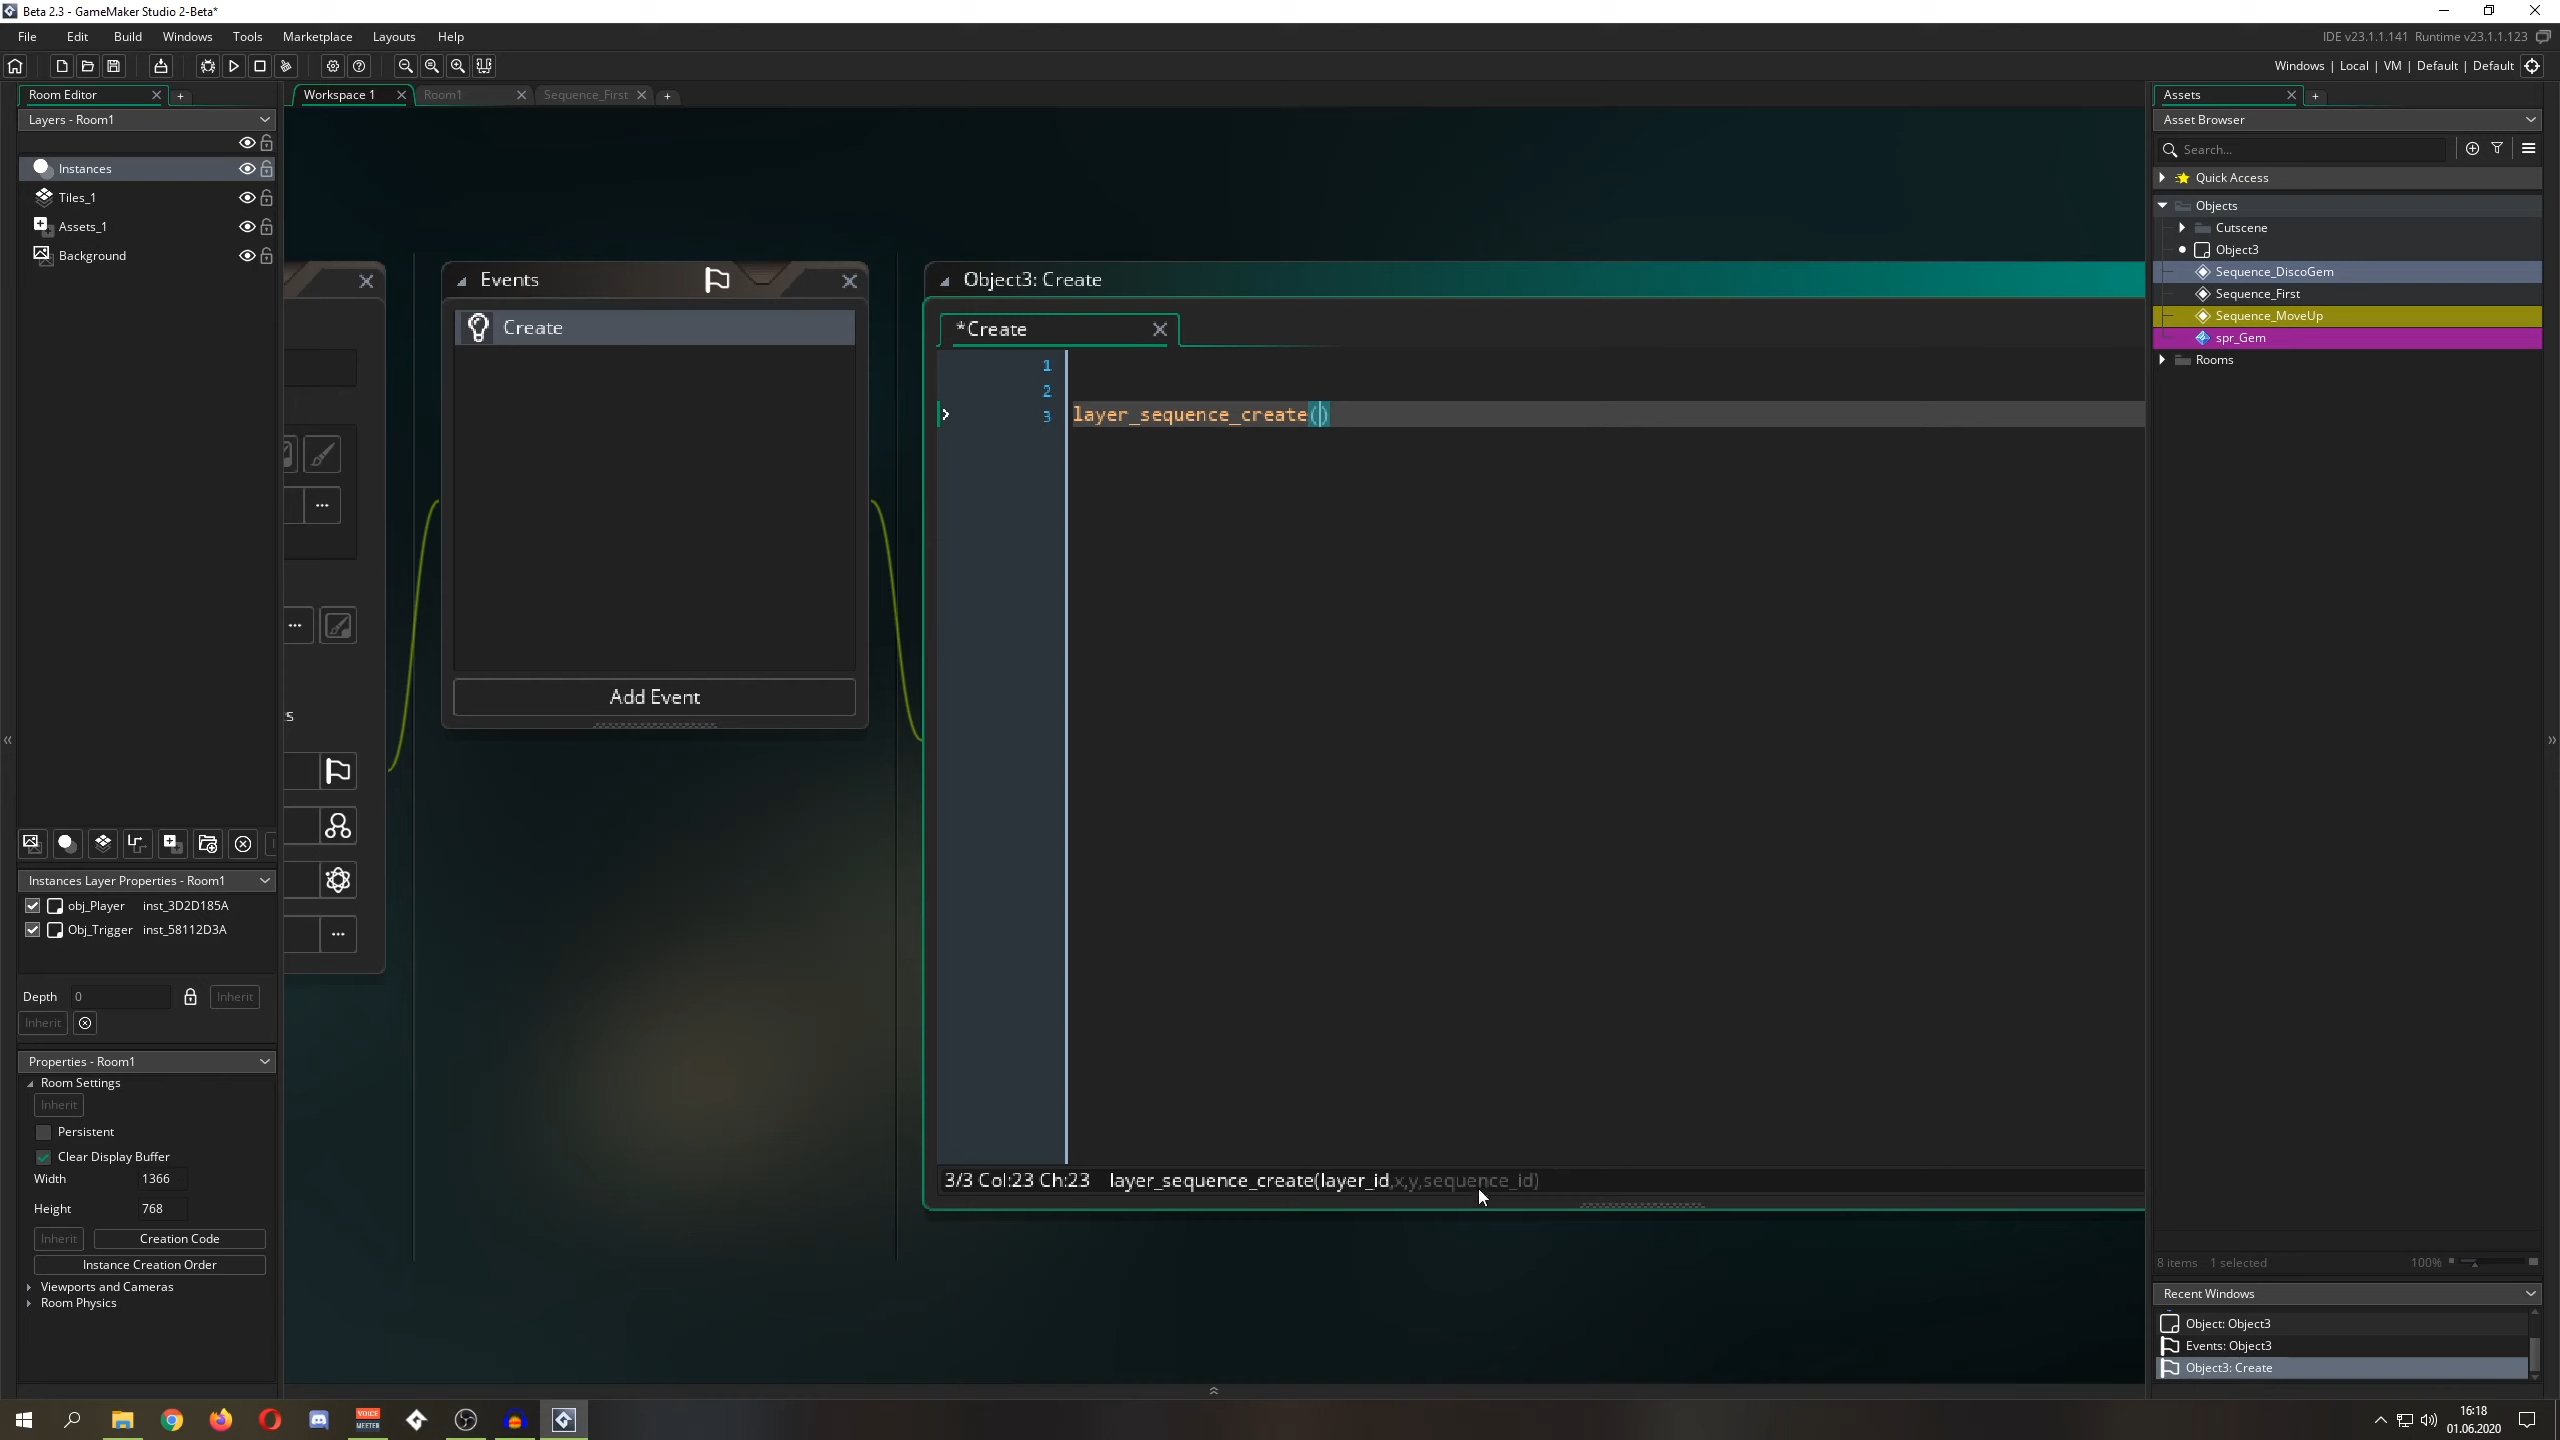 Beta 2.3 - GameMaker Studio 2-Beta*
File Edit Build Windows Tools Marketplace Layouts Help
IDE v23.1.1.141 Runtime v23.1.1.123
Windows | Local | VM | Default | Default
Room Editor
Layers - Room1
Instances
Tiles_1
Assets_1
Background
Instances Layer Properties - Room1
obj_Player inst_3D2D185A
Obj_Trigger inst_58112D3A
Depth 0 Inherit
Inherit
Properties - Room1
Room Settings
Inherit
Persistent
Clear Display Buffer
Width 1366
Height 768
Inherit Creation Code
Instance Creation Order
Viewports and Cameras
Room Physics
Workspace 1 Room1 Sequence_First
s
Events
Create
Add Event
Object3: Create
*Create
1
2
3 layer_sequence_create()
3/3 Col:23 Ch:23 layer_sequence_create(layer_id,x,y,sequence_id)
Assets
Asset Browser
Search...
Quick Access
Objects
Cutscene
Object3
Sequence_DiscoGem
Sequence_First
Sequence_MoveUp
spr_Gem
Rooms
8 items 1 selected 100%
Recent Windows
Object: Object3
Events: Object3
Object3: Create
VOICE
MEETER
16:18
01.06.2020